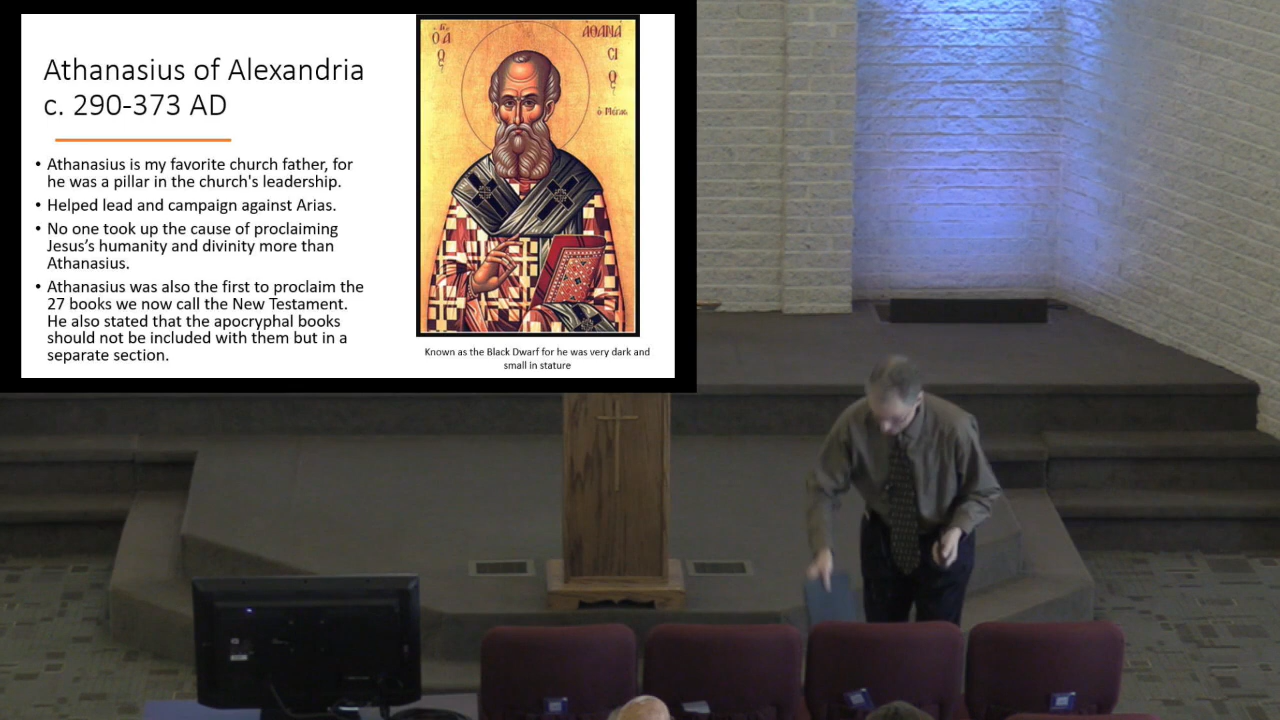 Athanasius of Alexandria
c. 290-373 AD
• Athanasius is my favorite church father, for
he was a pillar in the church's leadership.
• Helped lead and campaign against Arias.
• No one took up the cause of proclaiming
Jesus’s humanity and divinity more than
Athanasius.
• Athanasius was also the first to proclaim the
27 books we now call the New Testament.
He also stated that the apocryphal books
should not be included with them but in a
separate section.
ΑΘΑΝΑ
CΙ
Known as the Black Dwarf for he was very dark and
small in stature